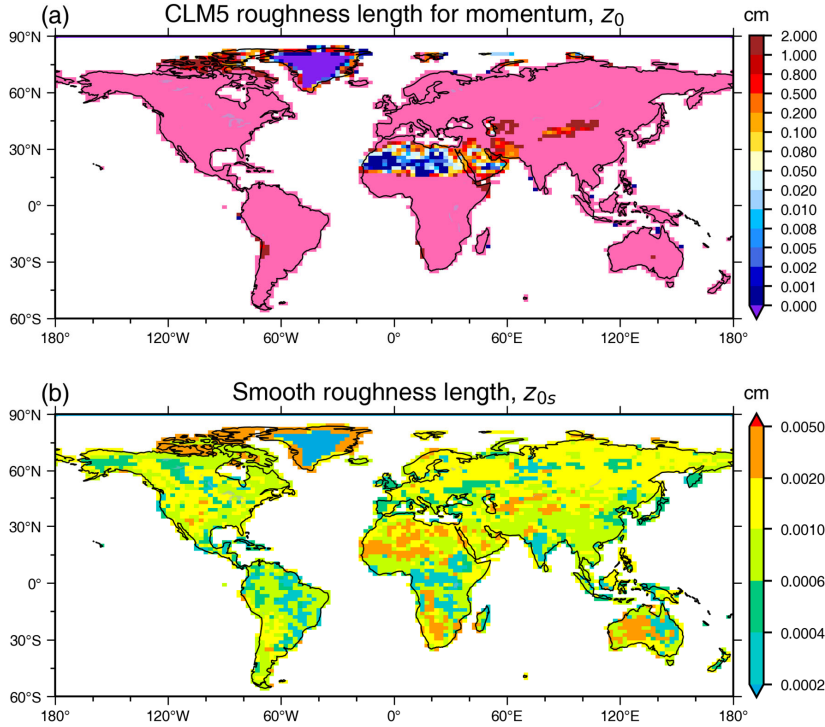 (a) CLM5 roughness length for momentum, z0 cm
90°N
60°N
30°N
0°
30°S
60°S
180° 120°W 60°W 0° 60°E 120°E 180°
2.000
1.000
0.800
0.500
0.200
0.100
0.080
0.050
0.020
0.010
0.008
0.005
0.002
0.001
0.000
(b) Smooth roughness length, z0s cm
90°N
60°N
30°N
0°
30°S
60°S
180° 120°W 60°W 0° 60°E 120°E 180°
0.0050
0.0020
0.0010
0.0006
0.0004
0.0002